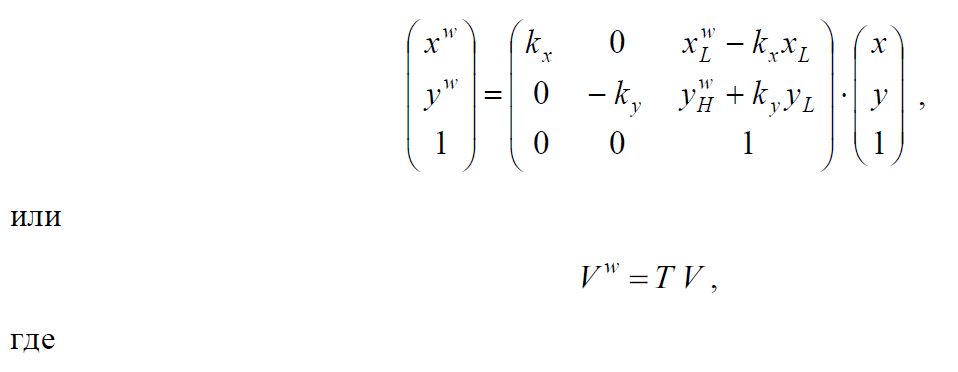 ( x^w ) = ( k_x 0 x_L^w − k_x x_L ) · ( x )
( y^w ) = ( 0 − k_y y_H^w + k_y y_L ) · ( y ) ,
( 1 ) = ( 0 0 1 ) · ( 1 )
или
V^w = T V ,
где